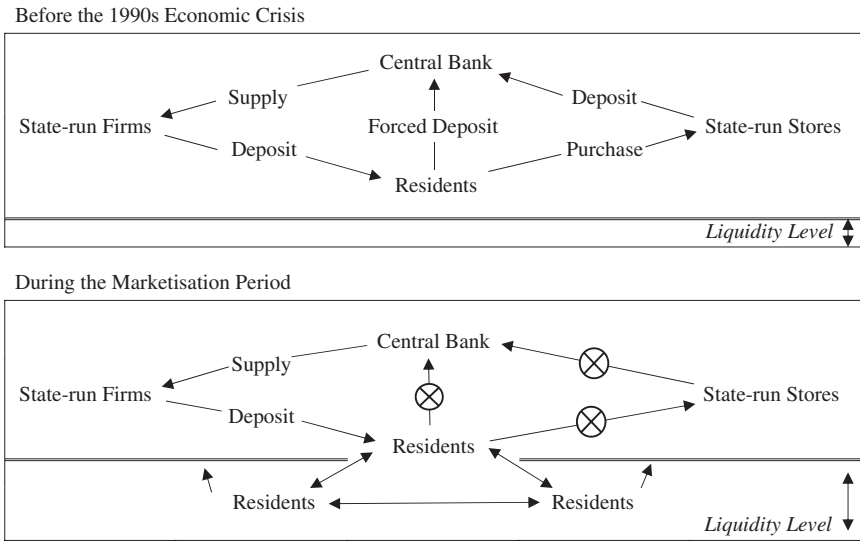 Before the 1990s Economic Crisis
Central Bank
Supply
Deposit
State-run Firms
Forced Deposit
State-run Stores
Deposit
Purchase
Residents
Liquidity Level
During the Marketisation Period
Central Bank
Supply
State-run Firms
State-run Stores
Deposit
Residents
Residents
Residents
Liquidity Level